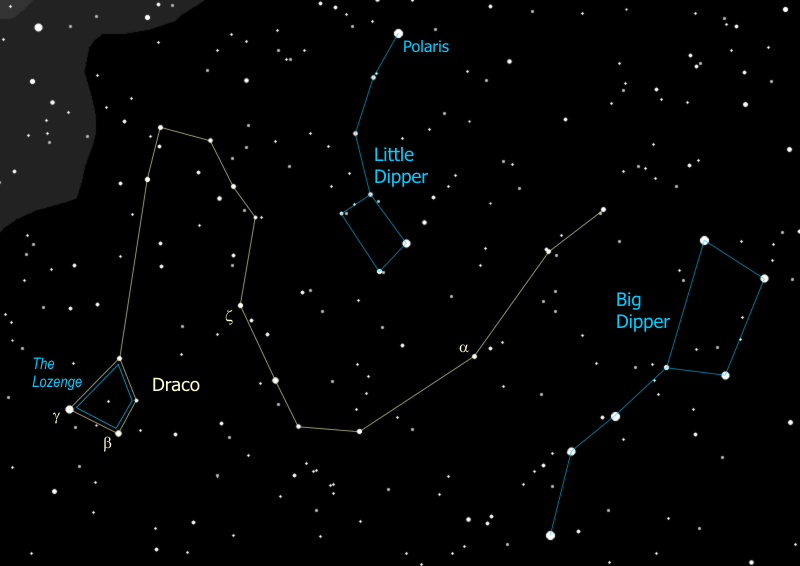 Polaris
Little
Dipper
Big
Dipper
ζ
α
The
Lozenge
Draco
γ
β